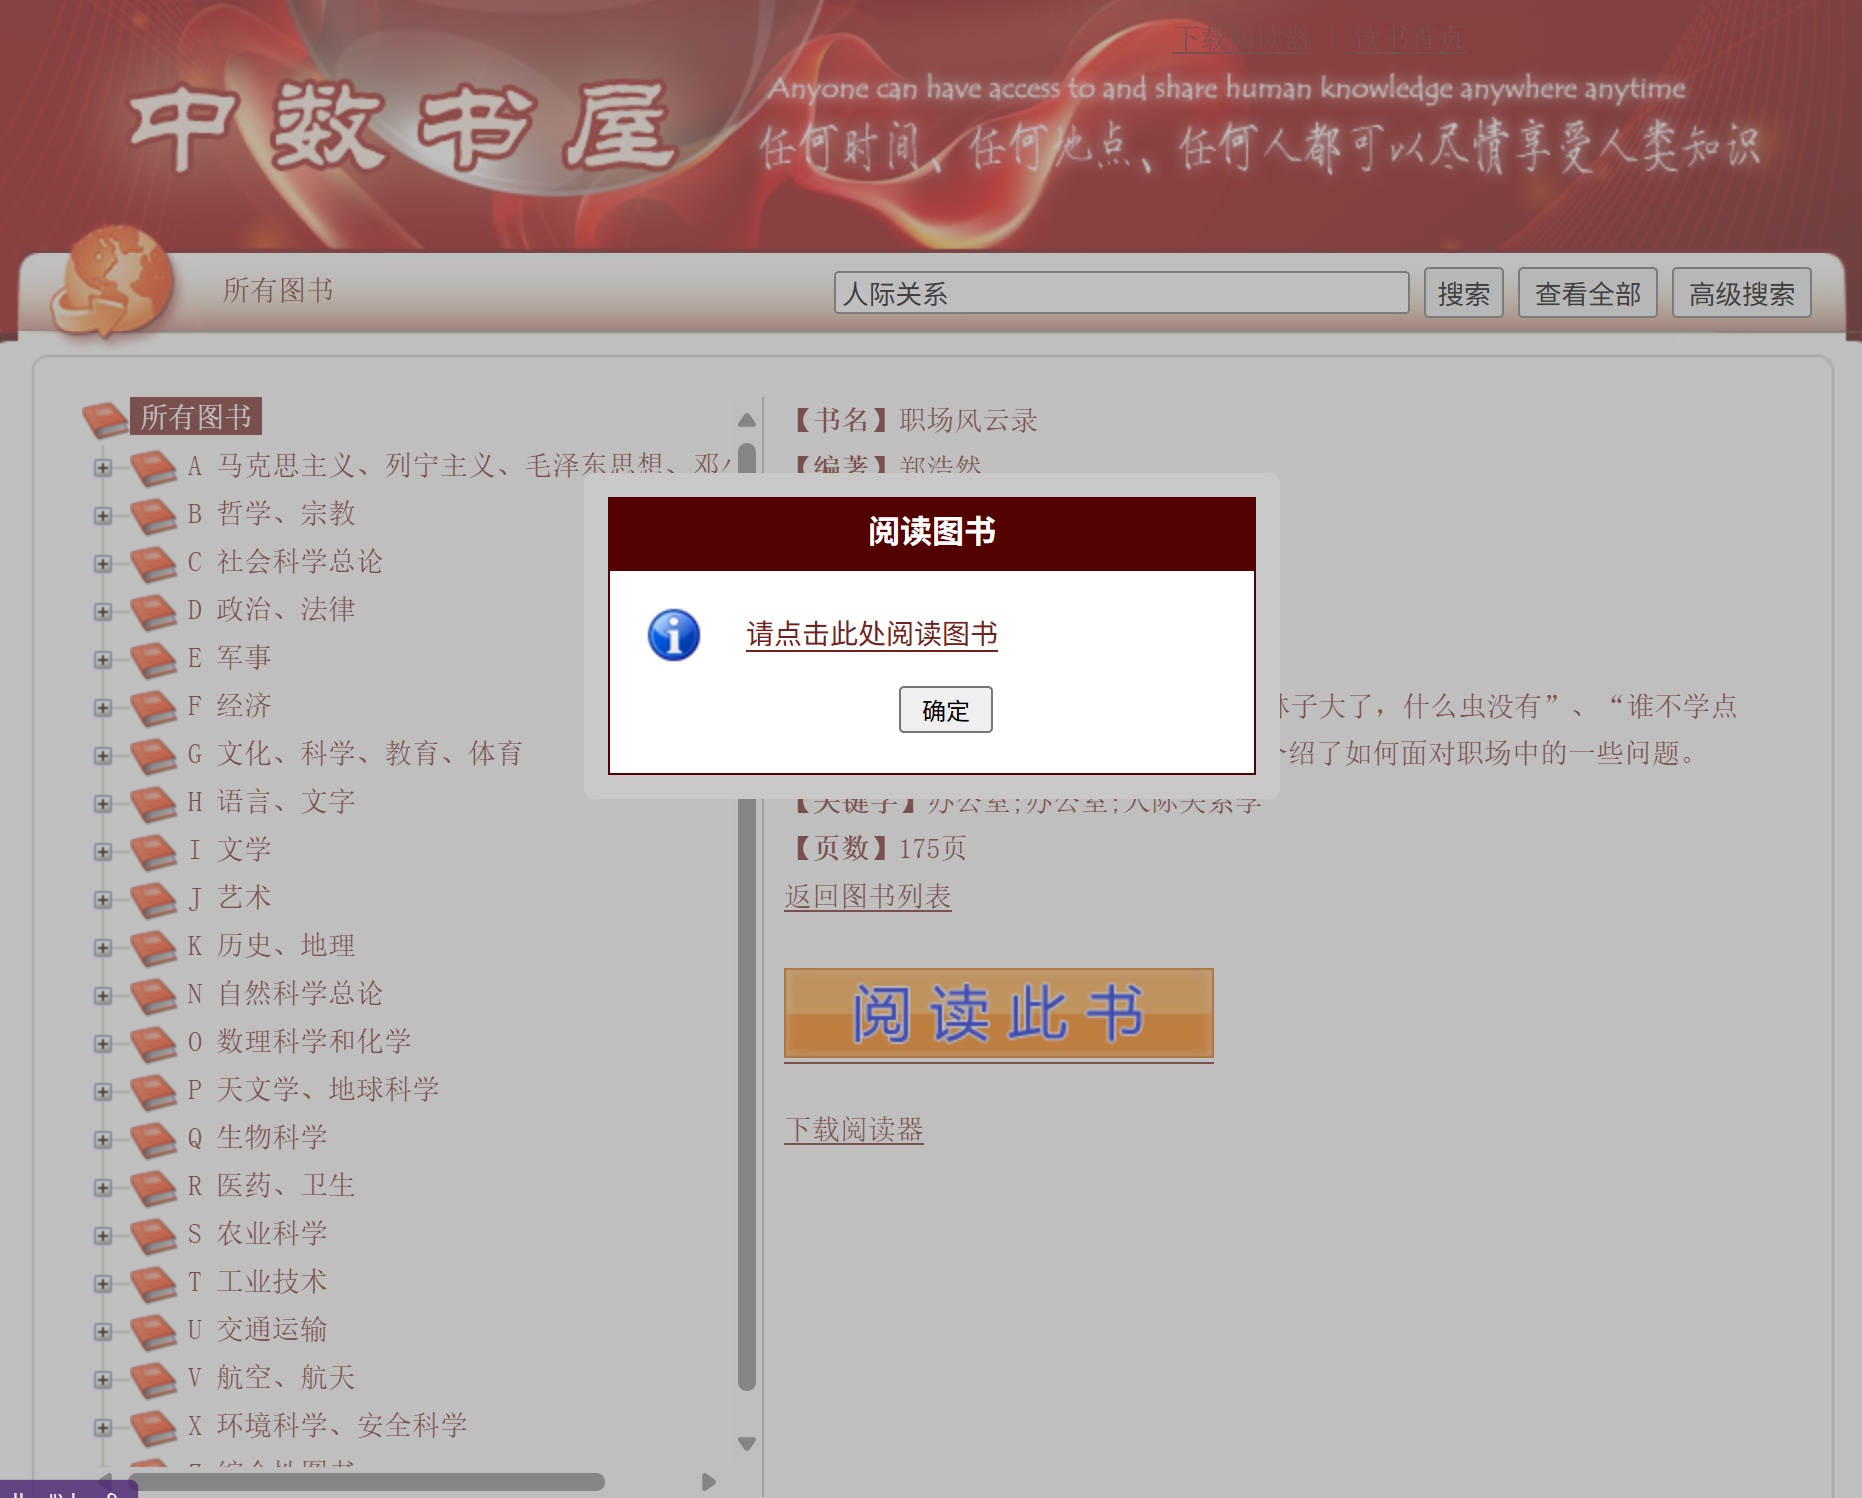 下载阅读器 | 读书首页
中数书屋
Anyone can have access to and share human knowledge anywhere anytime
任何时间、任何地点、任何人都可以尽情享受人类知识
所有图书
人际关系
搜索
查看全部
高级搜索
所有图书
A 马克思主义、列宁主义、毛泽东思想、邓
B 哲学、宗教
C 社会科学总论
D 政治、法律
E 军事
F 经济
G 文化、科学、教育、体育
H 语言、文字
I 文学
J 艺术
K 历史、地理
N 自然科学总论
O 数理科学和化学
P 天文学、地球科学
Q 生物科学
R 医药、卫生
S 农业科学
T 工业技术
U 交通运输
V 航空、航天
X 环境科学、安全科学
Z 综合性图书
【书名】职场风云录
【编著】郑浩然
阅读图书
请点击此处阅读图书
确定
林子大了，什么虫没有”、“谁不学点
介绍了如何面对职场中的一些问题。
【关键字】办公室;办公室;人际关系学
【页数】175页
返回图书列表
阅读此书
下载阅读器